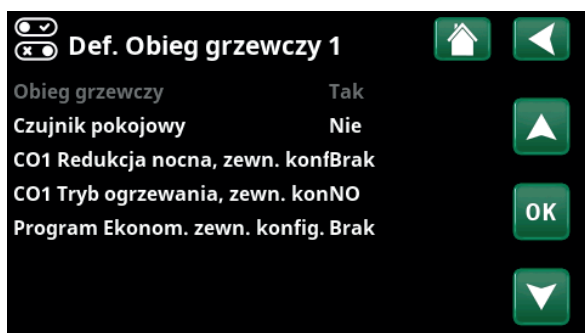 Def. Obieg grzewczy 1
Obieg grzewczy Tak
Czujnik pokojowy Nie
CO1 Redukcja nocna, zewn. konfBrak
CO1 Tryb ogrzewania, zewn. konNO
Program Ekonom. zewn. konfig. Brak
OK